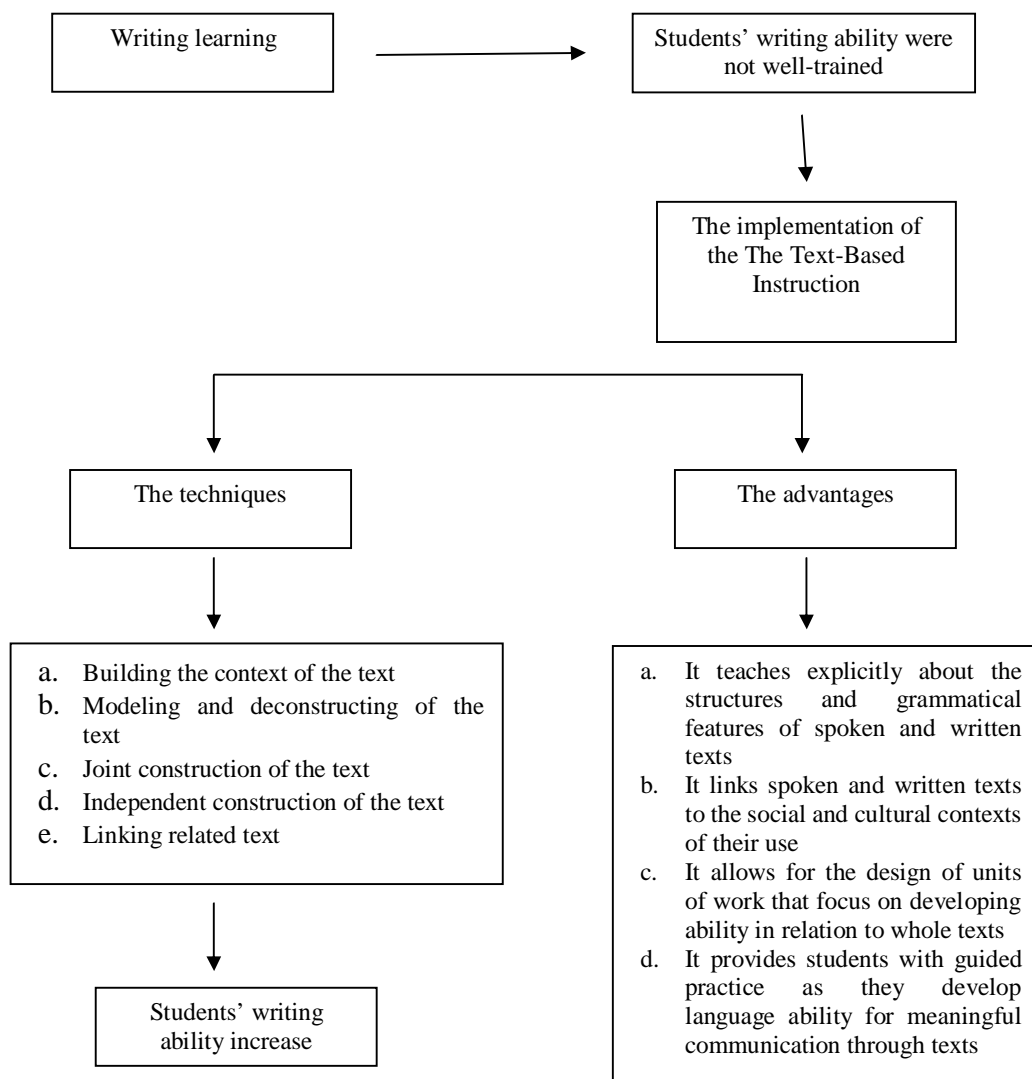 Writing learning
Students’ writing ability were
not well-trained
The implementation of
the The Text-Based
Instruction
The techniques
The advantages
a. Building the context of the text
b. Modeling and deconstructing of the
text
c. Joint construction of the text
d. Independent construction of the text
e. Linking related text
a. It teaches explicitly about the
structures and grammatical
features of spoken and written
texts
b. It links spoken and written texts
to the social and cultural contexts
of their use
c. It allows for the design of units
of work that focus on developing
ability in relation to whole texts
d. It provides students with guided
practice as they develop
language ability for meaningful
communication through texts
Students’ writing
ability increase